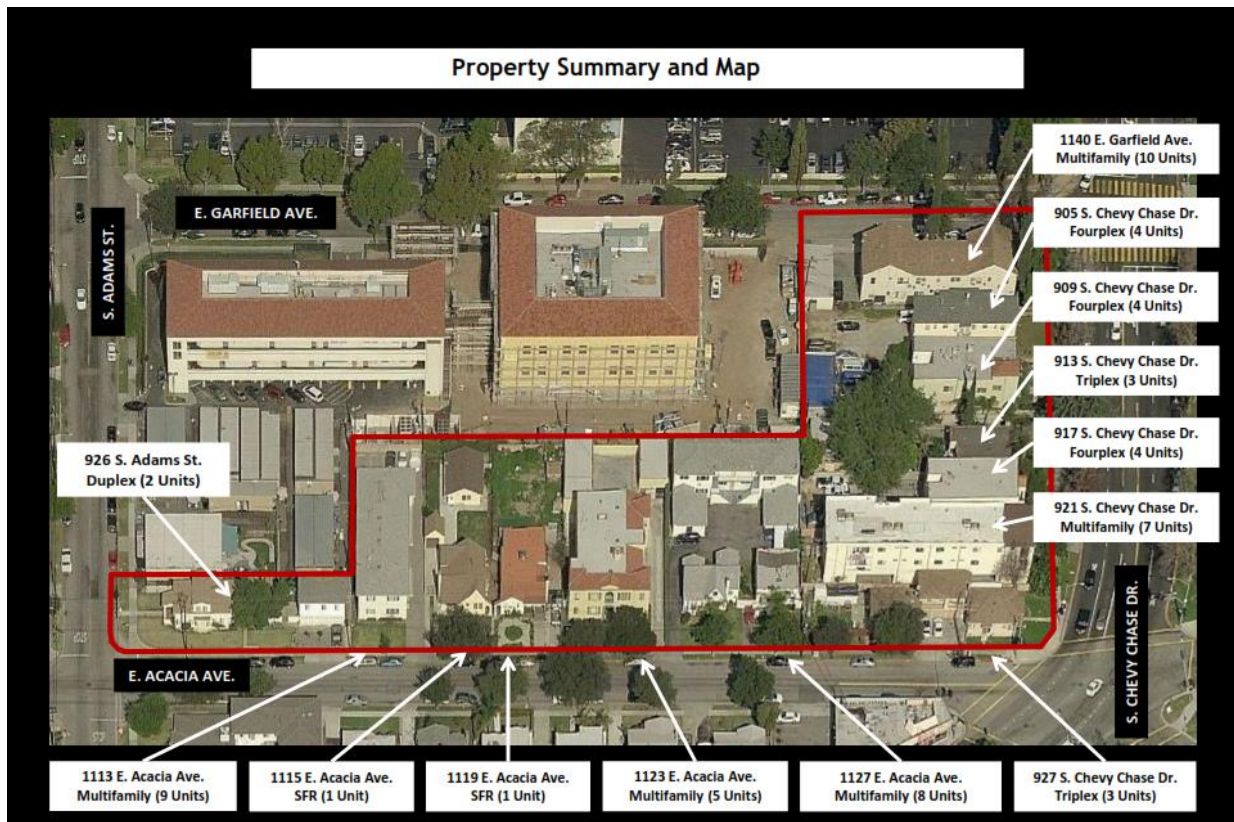 Property Summary and Map
1140 E. Garfield Ave.
Multifamily (10 Units)
E. GARFIELD AVE.
905 S. Chevy Chase Dr.
Fourplex (4 Units)
S. ADAMS ST.
909 S. Chevy Chase Dr.
Fourplex (4 Units)
913 S. Chevy Chase Dr.
Triplex (3 Units)
926 S. Adams St.
Duplex (2 Units)
917 S. Chevy Chase Dr.
Fourplex (4 Units)
921 S. Chevy Chase Dr.
Multifamily (7 Units)
S. CHEVY CHASE DR.
E. ACACIA AVE.
1113 E. Acacia Ave.
Multifamily (9 Units)
1115 E. Acacia Ave.
SFR (1 Unit)
1119 E. Acacia Ave.
SFR (1 Unit)
1123 E. Acacia Ave.
Multifamily (5 Units)
1127 E. Acacia Ave.
Multifamily (8 Units)
927 S. Chevy Chase Dr.
Triplex (3 Units)
STOP
STOP